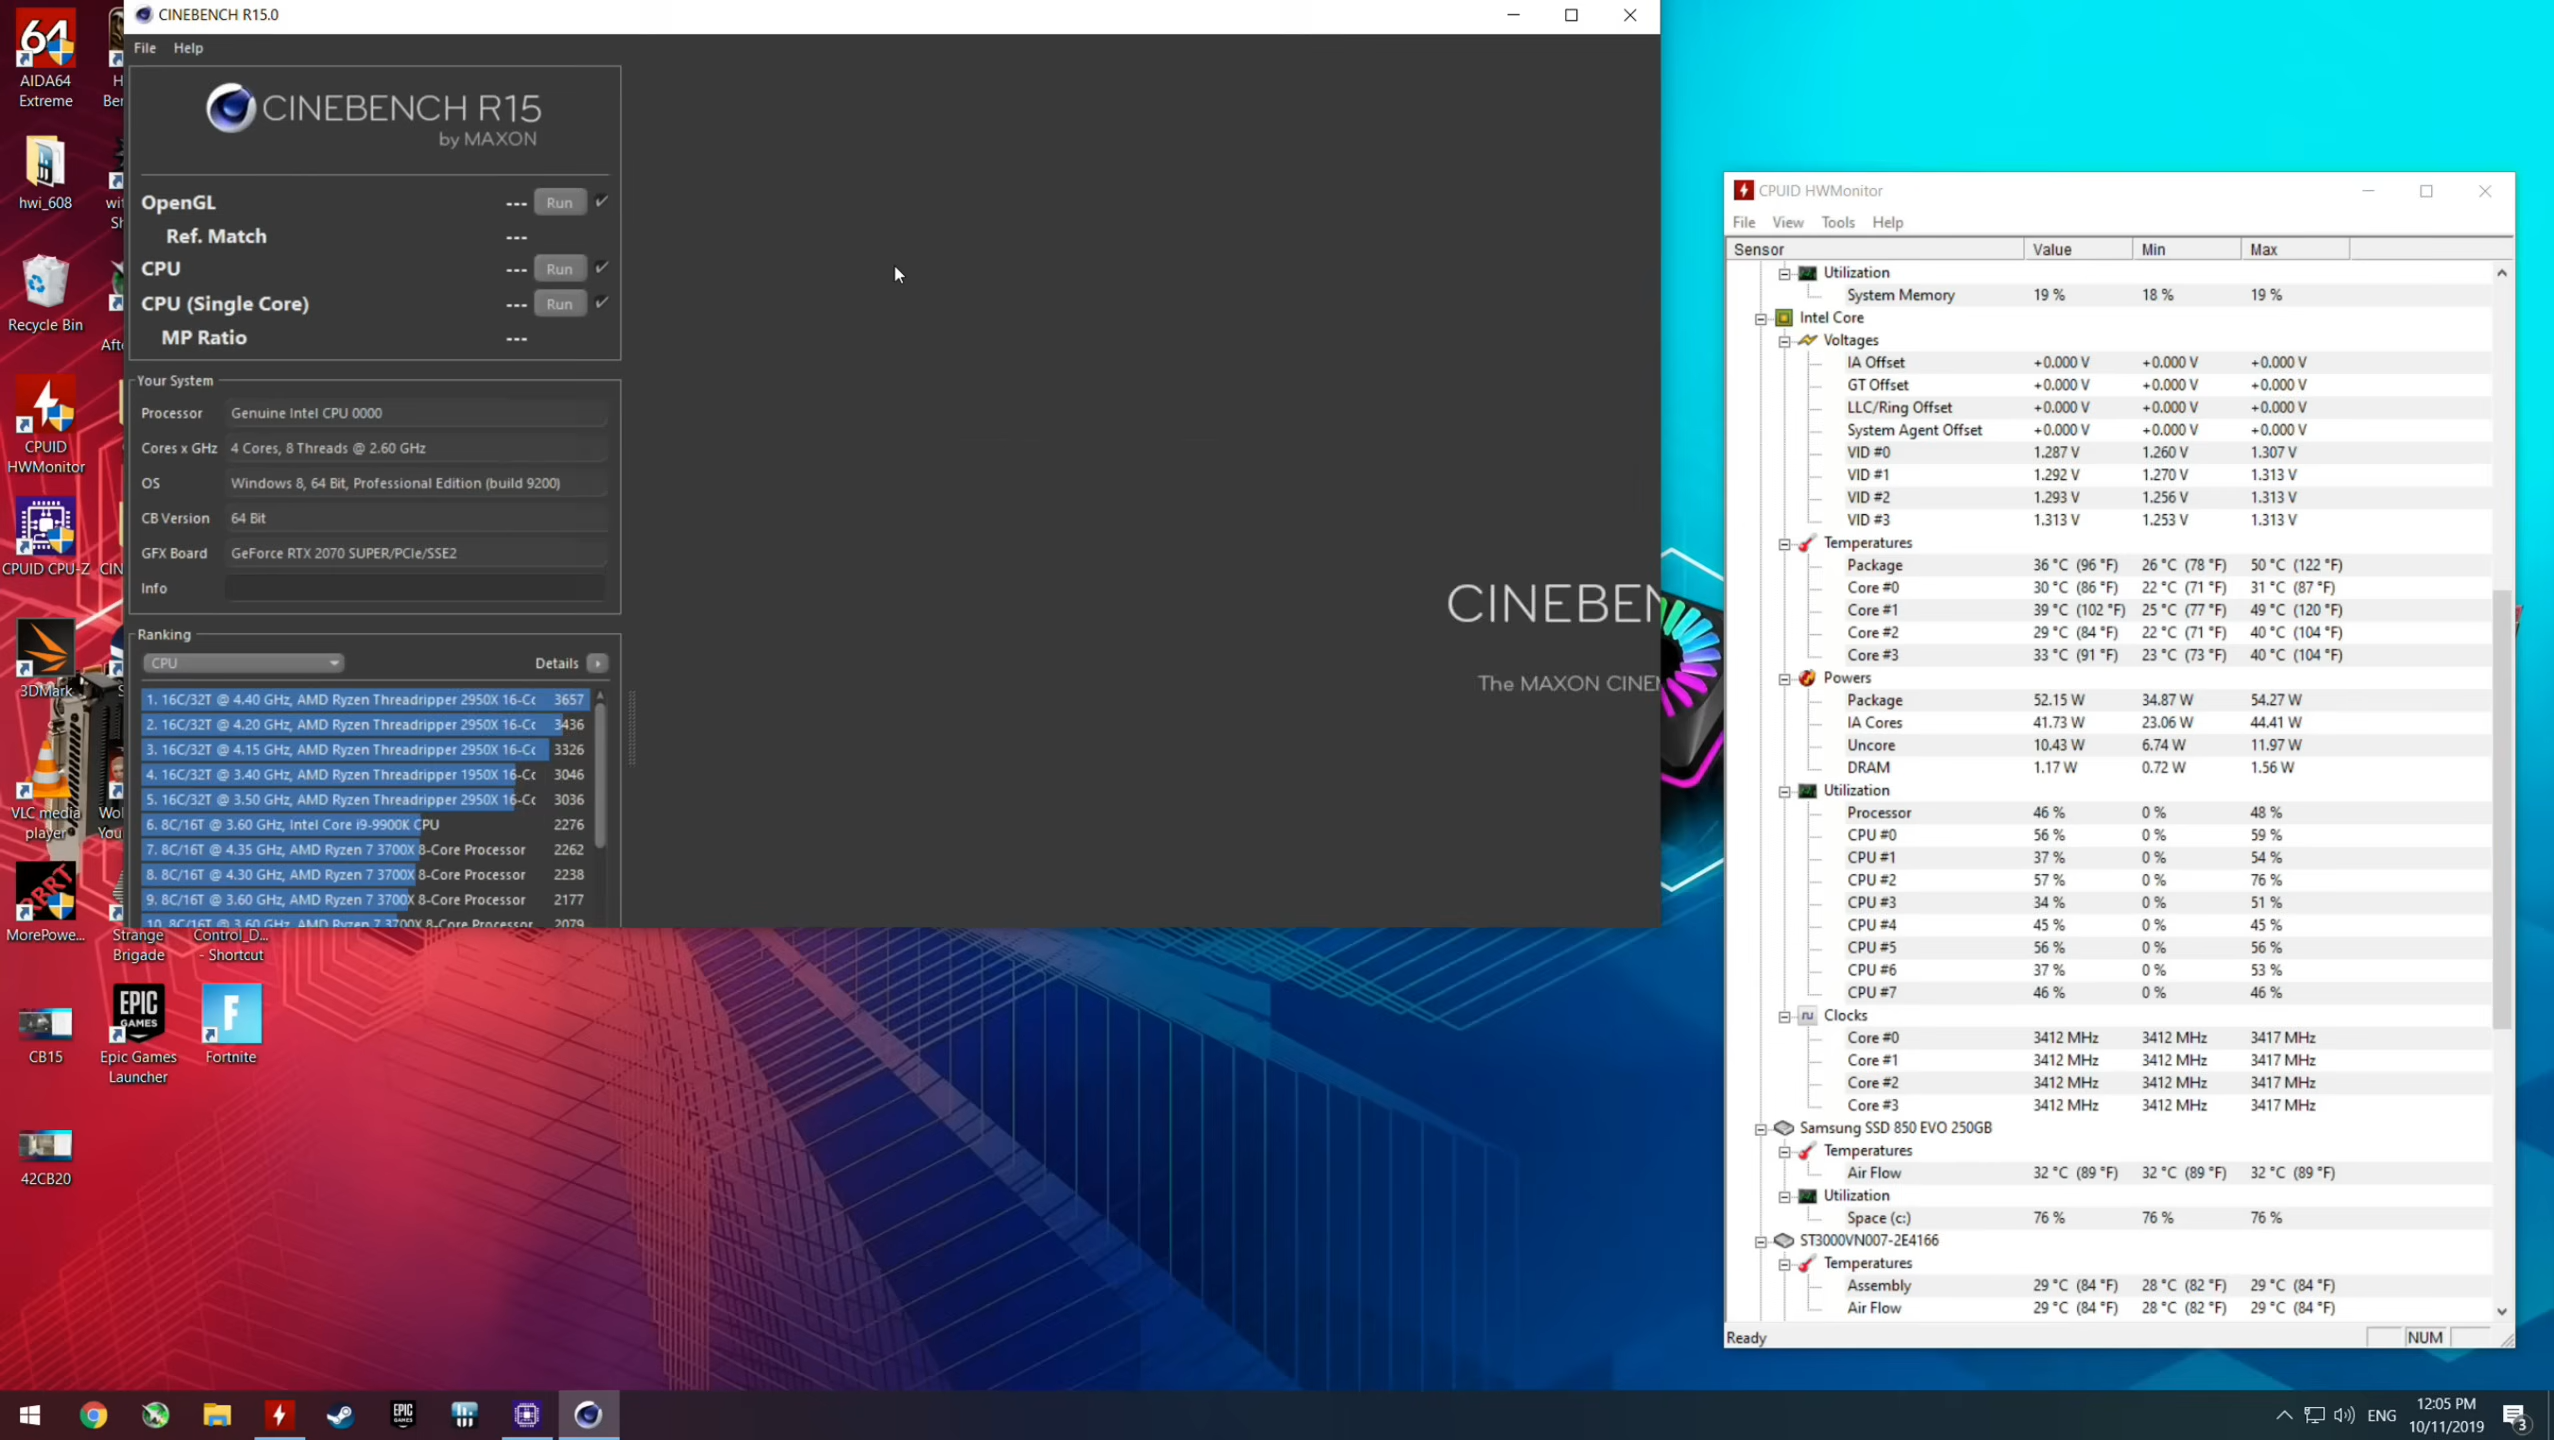 CINEBENCH R15.0
File Help
CINEBENCH R15
by MAXON
OpenGL --- Run
Ref. Match ---
CPU --- Run
CPU (Single Core) --- Run
MP Ratio ---
Your System
Processor Genuine Intel CPU 0000
Cores x GHz 4 Cores, 8 Threads @ 2.60 GHz
OS Windows 8, 64 Bit, Professional Edition (build 9200)
CB Version 64 Bit
GFX Board GeForce RTX 2070 SUPER/PCIe/SSE2
Info
Ranking
CPU Details
1. 16C/32T @ 4.40 GHz, AMD Ryzen Threadripper 2950X 16-Cc 3657
2. 16C/32T @ 4.20 GHz, AMD Ryzen Threadripper 2950X 16-Cc 3436
3. 16C/32T @ 4.15 GHz, AMD Ryzen Threadripper 2950X 16-Cc 3326
4. 16C/32T @ 3.40 GHz, AMD Ryzen Threadripper 1950X 16-Cc 3046
5. 16C/32T @ 3.50 GHz, AMD Ryzen Threadripper 2950X 16-Cc 3036
6. 8C/16T @ 3.60 GHz, Intel Core i9-9900K CPU 2276
7. 8C/16T @ 4.35 GHz, AMD Ryzen 7 3700X 8-Core Processor 2262
8. 8C/16T @ 4.30 GHz, AMD Ryzen 7 3700X 8-Core Processor 2238
9. 8C/16T @ 3.60 GHz, AMD Ryzen 7 3700X 8-Core Processor 2177
10. 8C/16T @ 3.60 GHz, AMD Ryzen 7 3700X 8-Core Processor 2079
CINEBEN
The MAXON CINE
64
AIDA64
Extreme
hwi_608
Recycle Bin
CPUID
HWMonitor
CPUID CPU-Z
3DMark
VLC media
player
MorePowe...
Strange
Brigade
Control_D...
- Shortcut
EPIC
GAMES
F
CB15
Epic Games
Launcher
Fortnite
42CB20
CPUID HWMonitor
File View Tools Help
Sensor Value Min Max
Utilization
System Memory 19 % 18 % 19 %
Intel Core
Voltages
IA Offset +0.000 V +0.000 V +0.000 V
GT Offset +0.000 V +0.000 V +0.000 V
LLC/Ring Offset +0.000 V +0.000 V +0.000 V
System Agent Offset +0.000 V +0.000 V +0.000 V
VID #0 1.287 V 1.260 V 1.307 V
VID #1 1.292 V 1.270 V 1.313 V
VID #2 1.293 V 1.256 V 1.313 V
VID #3 1.313 V 1.253 V 1.313 V
Temperatures
Package 36 °C (96 °F) 26 °C (78 °F) 50 °C (122 °F)
Core #0 30 °C (86 °F) 22 °C (71 °F) 31 °C (87 °F)
Core #1 39 °C (102 °F) 25 °C (77 °F) 49 °C (120 °F)
Core #2 29 °C (84 °F) 22 °C (71 °F) 40 °C (104 °F)
Core #3 33 °C (91 °F) 23 °C (73 °F) 40 °C (104 °F)
Powers
Package 52.15 W 34.87 W 54.27 W
IA Cores 41.73 W 23.06 W 44.41 W
Uncore 10.43 W 6.74 W 11.97 W
DRAM 1.17 W 0.72 W 1.56 W
Utilization
Processor 46 % 0 % 48 %
CPU #0 56 % 0 % 59 %
CPU #1 37 % 0 % 54 %
CPU #2 57 % 0 % 76 %
CPU #3 34 % 0 % 51 %
CPU #4 45 % 0 % 45 %
CPU #5 56 % 0 % 56 %
CPU #6 37 % 0 % 53 %
CPU #7 46 % 0 % 46 %
Clocks
Core #0 3412 MHz 3412 MHz 3417 MHz
Core #1 3412 MHz 3412 MHz 3417 MHz
Core #2 3412 MHz 3412 MHz 3417 MHz
Core #3 3412 MHz 3412 MHz 3417 MHz
Samsung SSD 850 EVO 250GB
Temperatures
Air Flow 32 °C (89 °F) 32 °C (89 °F) 32 °C (89 °F)
Utilization
Space (c:) 76 % 76 % 76 %
ST3000VN007-2E4166
Temperatures
Assembly 29 °C (84 °F) 28 °C (82 °F) 29 °C (84 °F)
Air Flow 29 °C (84 °F) 28 °C (82 °F) 29 °C (84 °F)
Ready NUM
EPIC
GAMES
ENG
12:05 PM
10/11/2019
3